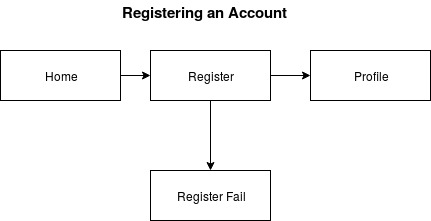 Registering an Account
Home
Register
Profile
Register Fail